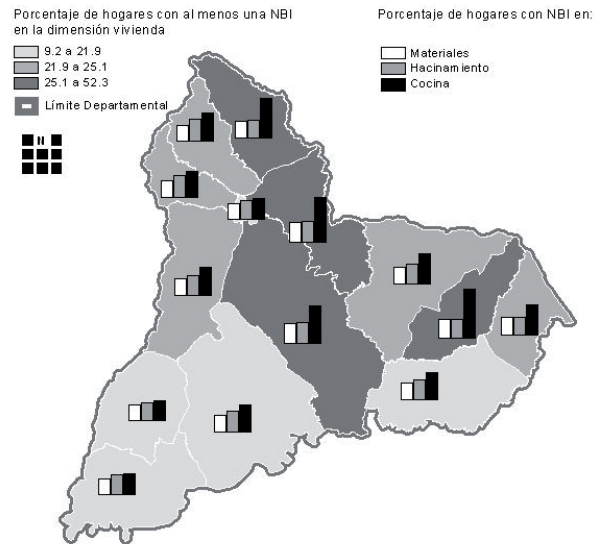 Porcentaje de hogares con al menos una NBI
en la dimensión vivienda
9.2 a 21.9
21.9 a 25.1
25.1 a 52.3
Límite Departamental
Porcentaje de hogares con NBI en:
Materiales
Hacinamiento
Cocina